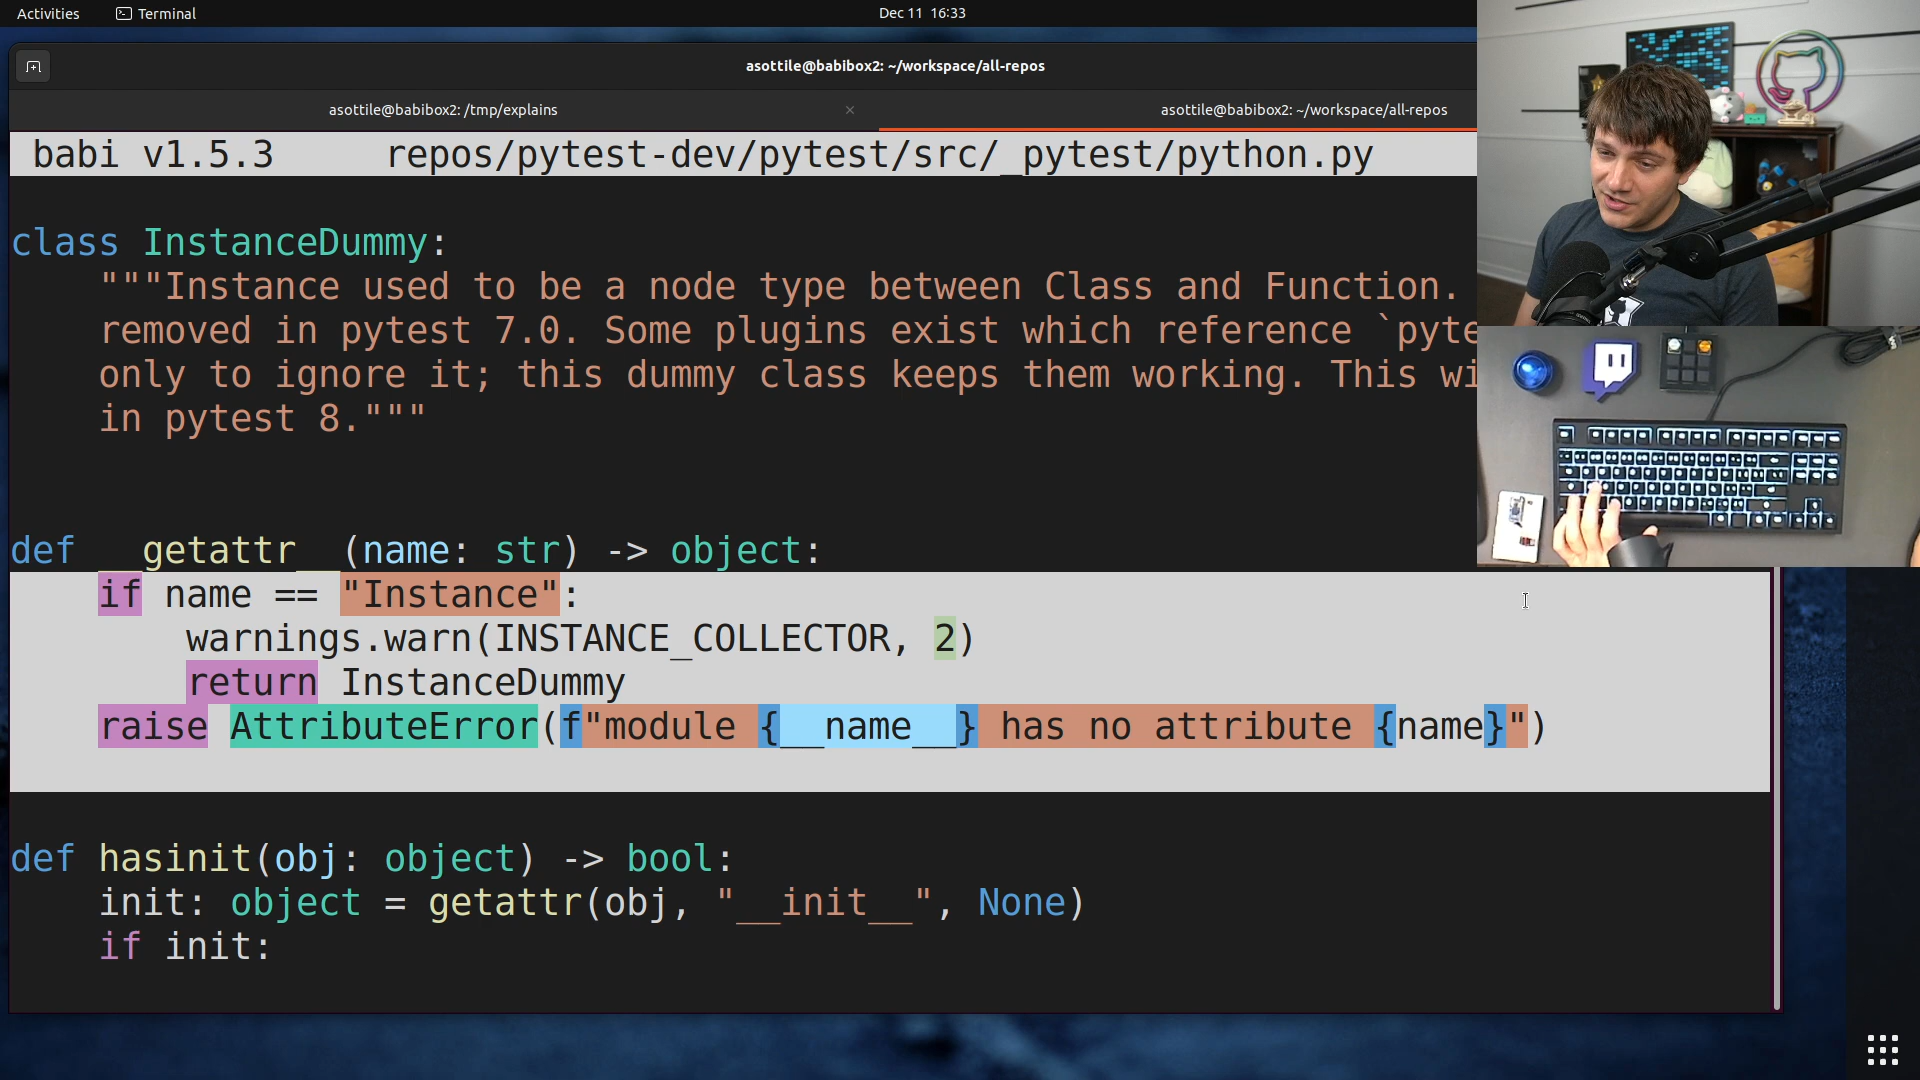 Activities
Terminal
Dec 11 16:33
asottile@babibox2: ~/workspace/all-repos
asottile@babibox2: /tmp/explains
×
asottile@babibox2: ~/workspace/all-repos
babi v1.5.3 repos/pytest-dev/pytest/src/_pytest/python.py
class InstanceDummy:
"""Instance used to be a node type between Class and Function.
removed in pytest 7.0. Some plugins exist which reference `pyte
only to ignore it; this dummy class keeps them working. This wi
in pytest 8."""
def __getattr__(name: str) -> object:
if name == "Instance":
warnings.warn(INSTANCE_COLLECTOR, 2)
return InstanceDummy
raise AttributeError(f"module {__name__} has no attribute {name}")
def hasinit(obj: object) -> bool:
init: object = getattr(obj, "__init__", None)
if init: